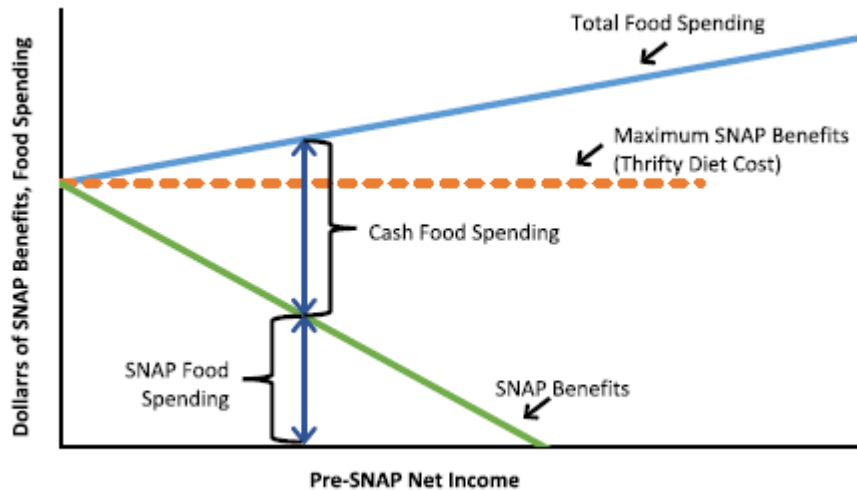 Total Food Spending
Maximum SNAP Benefits
(Thrifty Diet Cost)
Cash Food Spending
SNAP Food
Spending
SNAP Benefits
Dollarrs of SNAP Benefits, Food Spending
Pre-SNAP Net Income